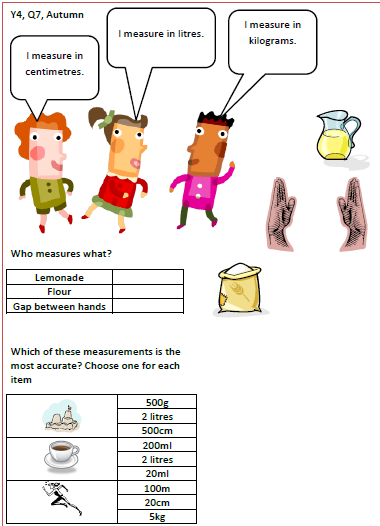 Y4, Q7, Autumn
I measure in
centimetres.
I measure in litres.
I measure in
kilograms.
Who measures what?
Lemonade
Flour
Gap between hands
Which of these measurements is the
most accurate? Choose one for each
item
500g
2 litres
500cm
200ml
2 litres
20ml
100m
20cm
5kg